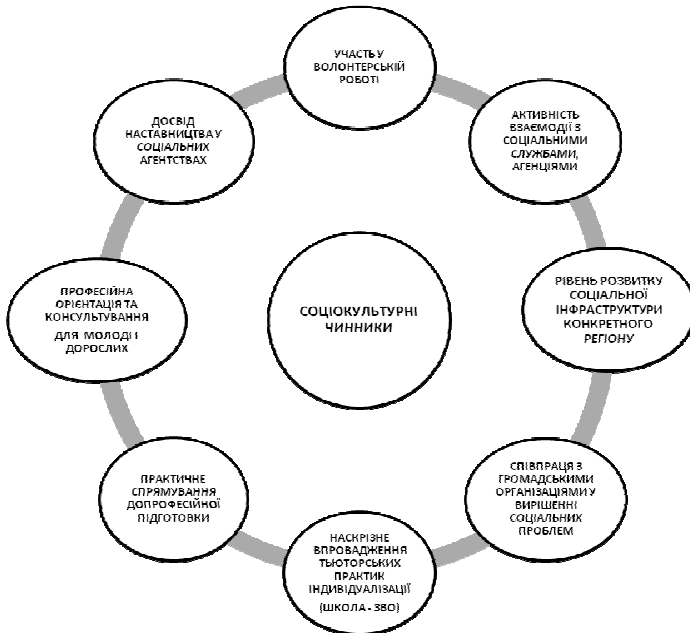 УЧАСТЬ У
ВОЛОНТЕРСЬКІЙ
РОБОТІ
АКТИВНІСТЬ
ВЗАЄМОДІЇ З
СОЦІАЛЬНИМИ
СЛУЖБАМИ,
АГЕНЦІЯМИ
РІВЕНЬ РОЗВИТКУ
СОЦІАЛЬНОЇ
ІНФРАСТРУКТУРИ
КОНКРЕТНОГО
РЕГІОНУ
СПІВПРАЦЯ З
ГРОМАДСЬКИМИ
ОРГАНІЗАЦІЯМИ У
ВИРІШЕННІ
СОЦІАЛЬНИХ
ПРОБЛЕМ
НАСКРІЗНЕ
ВПРОВАДЖЕННЯ
ТЬЮТОРСЬКИХ
ПРАКТИК
ІНДИВІДУАЛІЗАЦІЇ
(ШКОЛА - ЗВО)
ПРАКТИЧНЕ
СПРЯМУВАННЯ
ДОПРОФЕСІЙНОЇ
ПІДГОТОВКИ
ПРОФЕСІЙНА
ОРІЄНТАЦІЯ ТА
КОНСУЛЬТУВАННЯ
ДЛЯ МОЛОДІ І
ДОРОСЛИХ
ДОСВІД
НАСТАВНИЦТВА У
СОЦІАЛЬНИХ
АГЕНТСТВАХ
СОЦІОКУЛЬТУРНІ
ЧИННИКИ